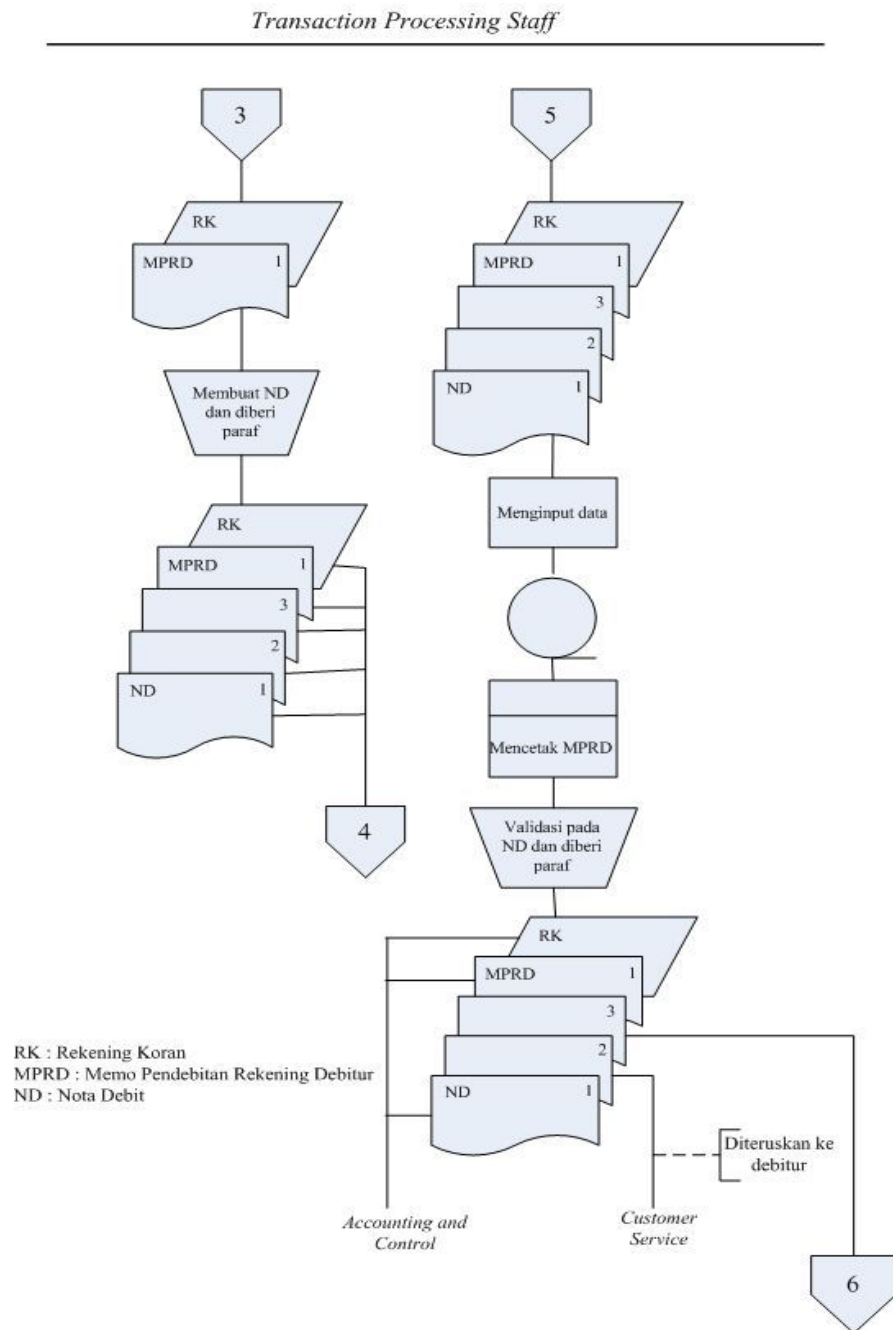 Transaction Processing Staff
3
RK
MPRD 1
Membuat ND
dan diberi
paraf
RK
MPRD 1
3
2
ND 1
4
5
RK
MPRD 1
3
2
ND 1
Menginput data
Mencetak MPRD
Validasi pada
ND dan diberi
paraf
RK
MPRD 1
3
2
ND 1
Diteruskan ke
debitur
Accounting and
Control
Customer
Service
6
RK : Rekening Koran
MPRD : Memo Pendebitan Rekening Debitur
ND : Nota Debit